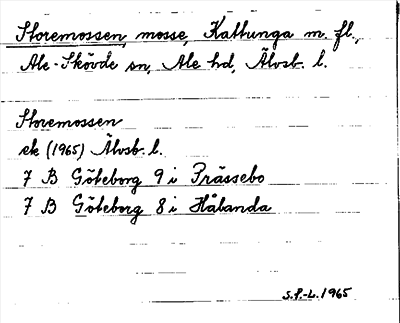 Storemossen, mosse, Kattunga m. fl.,
Ale-Skövde sn, Ale hd, Älvsb. l.
Storemossen
ek (1965) Älvsb. l.
7 B Göteborg 9 i Prässebo
7 B Göteborg 8 i Hålanda
S.F.-L. 1965